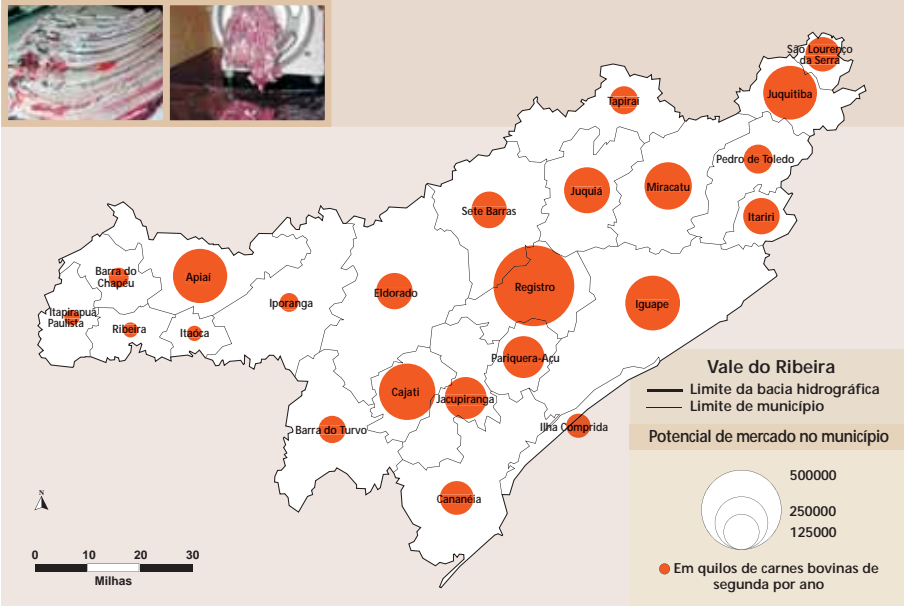 São Lourenço
da Serra
Juquitiba
Tapiraí
Pedro de Toledo
Juquiá
Miracatu
Sete Barras
Itariri
Barra do
Chapéu
Apiaí
Registro
Eldorado
Iporanga
Iguape
Itapirapuã
Paulista
Ribeira
Itaoca
Pariquera-Açu
Cajati
Jacupiranga
Barra do Turvo
Ilha Comprida
Cananéia
N
0 10 20 30
Milhas
Vale do Ribeira
Limite da bacia hidrográfica
Limite de município
Potencial de mercado no município
500000
250000
125000
Em quilos de carnes bovinas de
segunda por ano